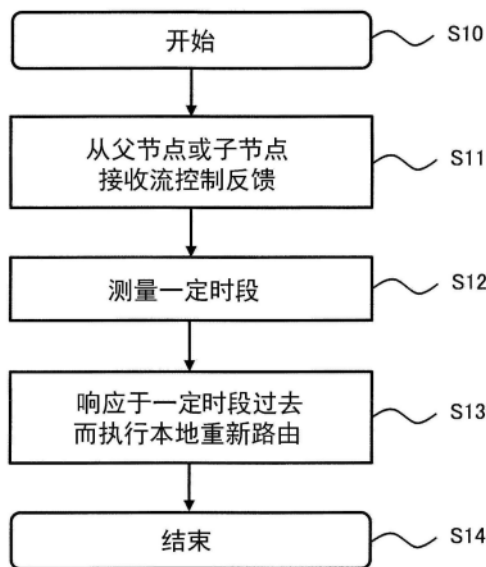 开始
S10
从父节点或子节点
接收流控制反馈
S11
测量一定时段
S12
响应于一定时段过去
而执行本地重新路由
S13
结束
S14